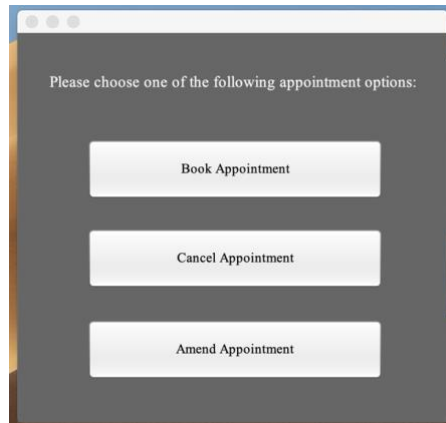 Please choose one of the following appointment options:
Book Appointment
Cancel Appointment
Amend Appointment